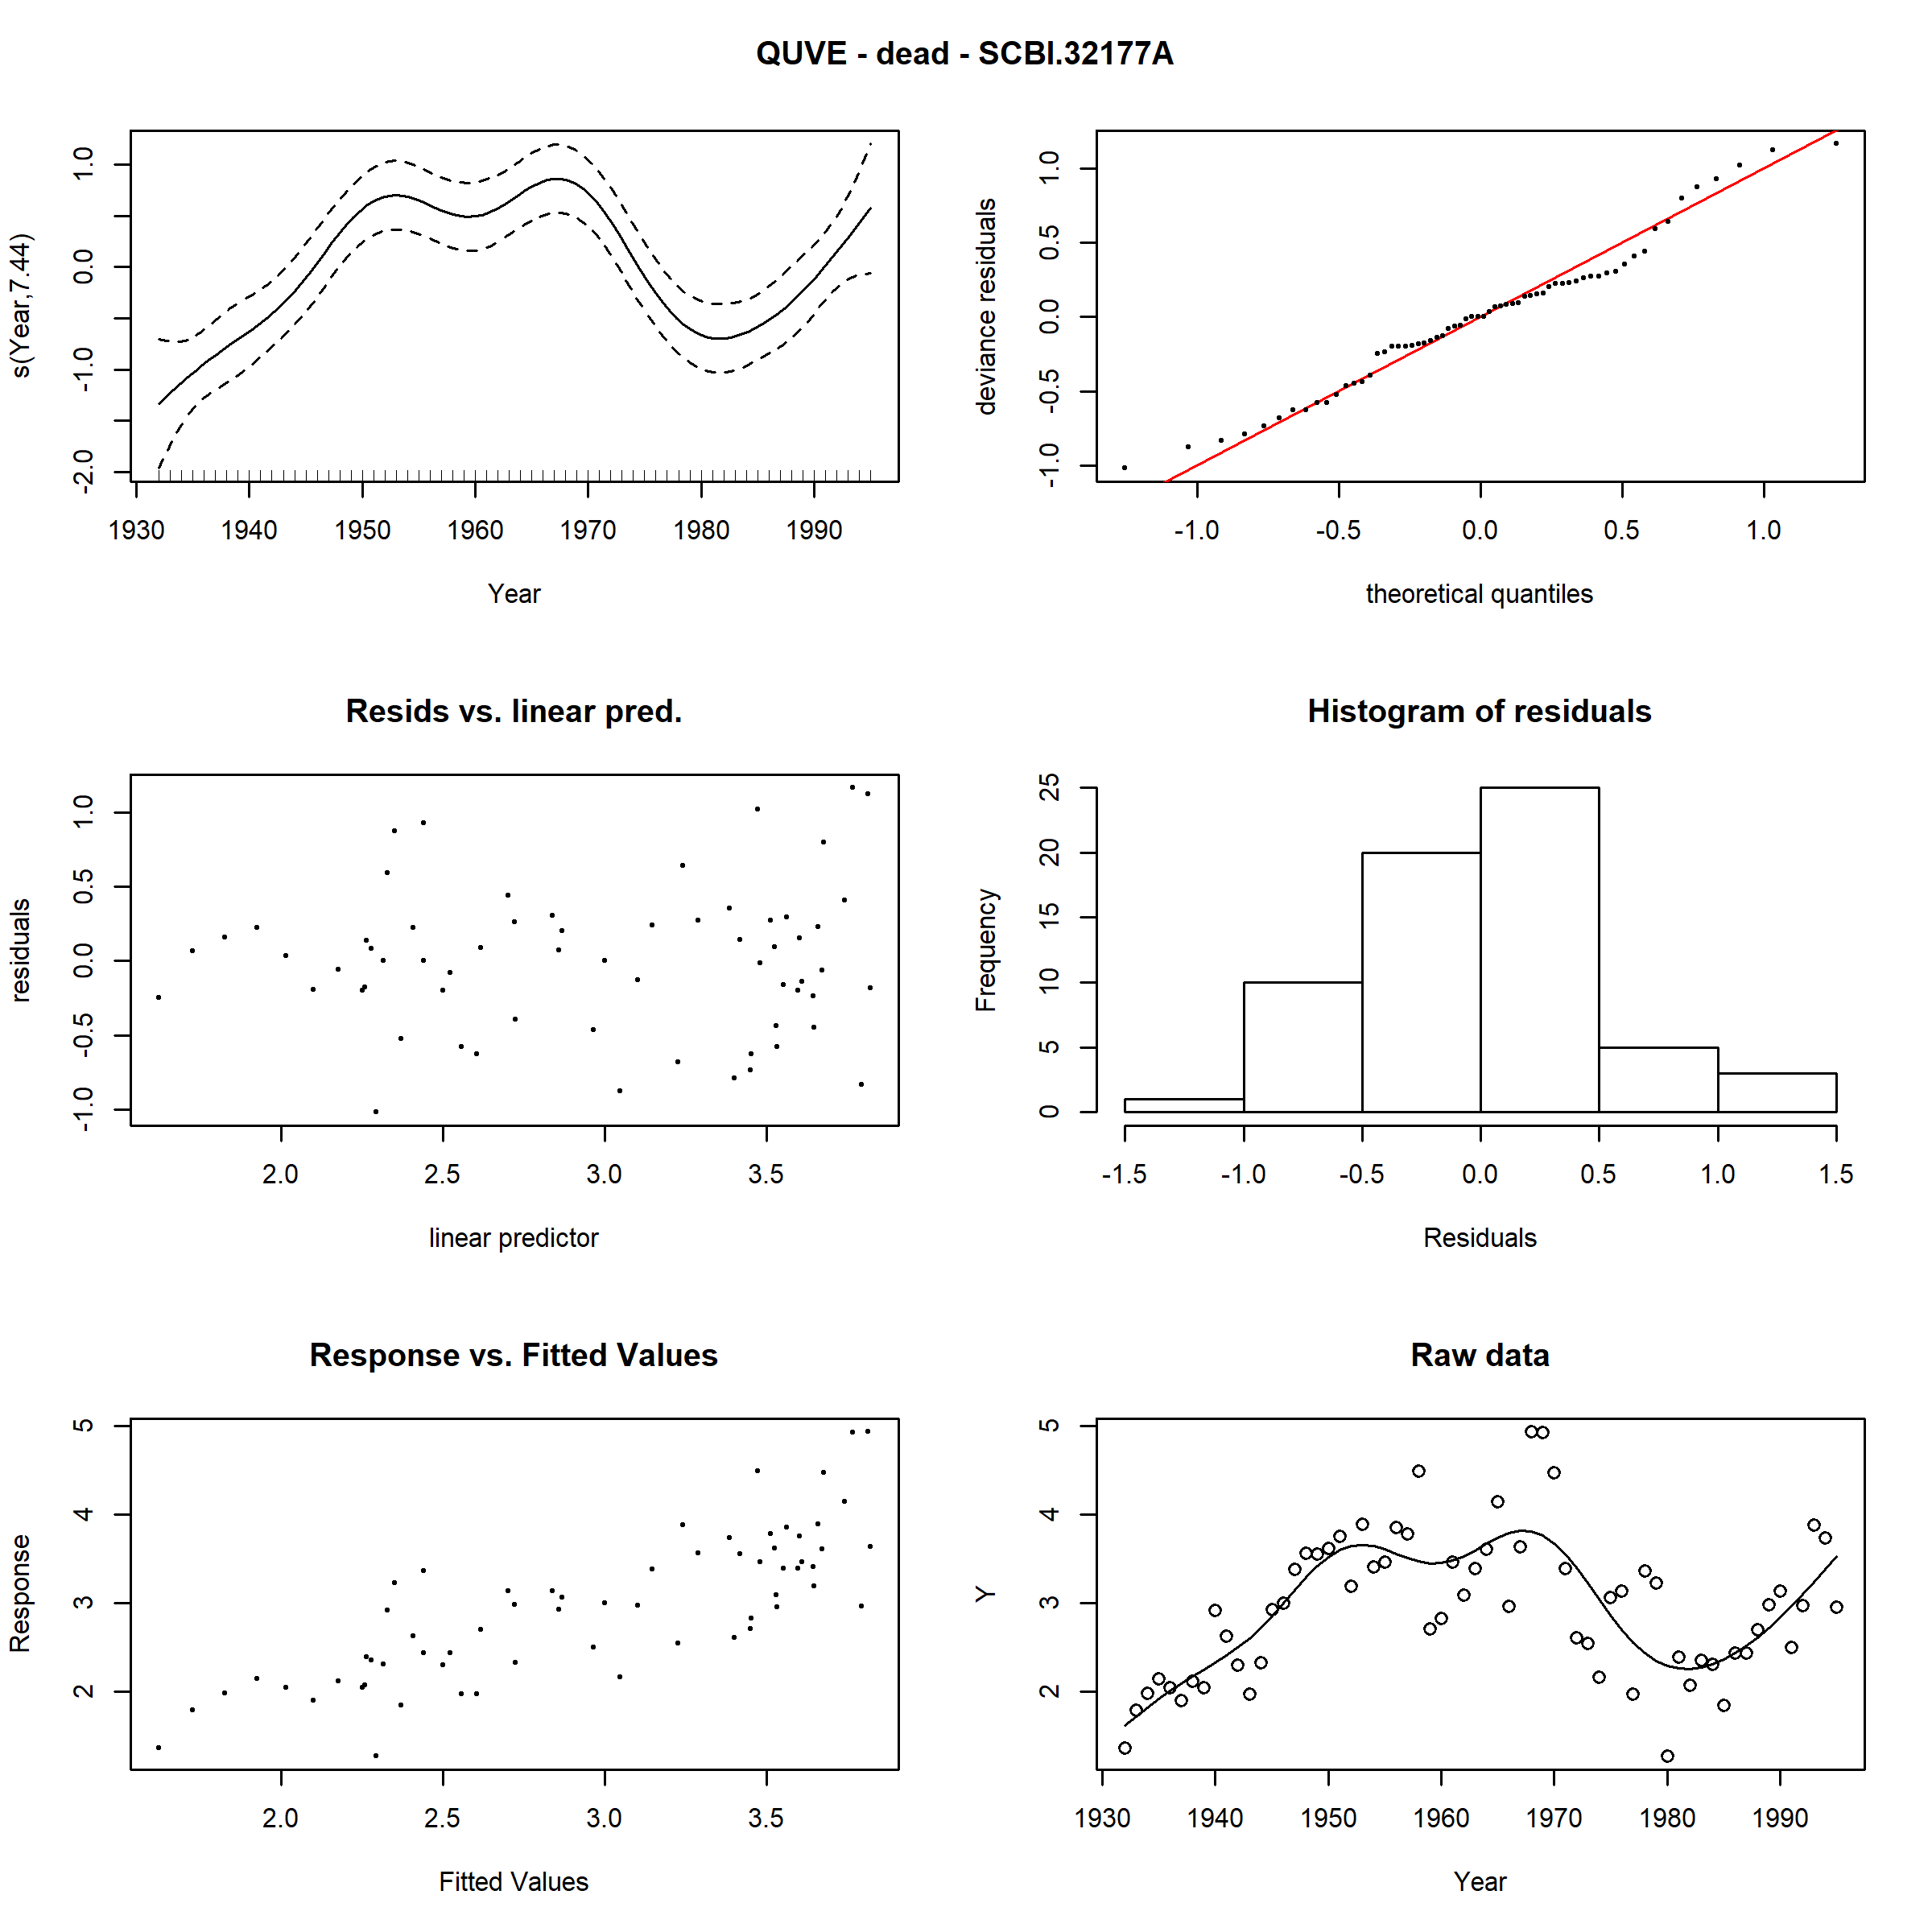 QUVE - dead - SCBI.32177A
s(Year,7.44)
-2.0 -1.0 0.0 1.0
1930 1940 1950 1960 1970 1980 1990
Year
deviance residuals
-1.0 -0.5 0.0 0.5 1.0
-1.0 -0.5 0.0 0.5 1.0
theoretical quantiles
Resids vs. linear pred.
residuals
-1.0 -0.5 0.0 0.5 1.0
2.0 2.5 3.0 3.5
linear predictor
Histogram of residuals
Frequency
0 5 10 15 20 25
-1.5 -1.0 -0.5 0.0 0.5 1.0 1.5
Residuals
Response vs. Fitted Values
Response
2 3 4 5
2.0 2.5 3.0 3.5
Fitted Values
Raw data
Y
2 3 4 5
1930 1940 1950 1960 1970 1980 1990
Year